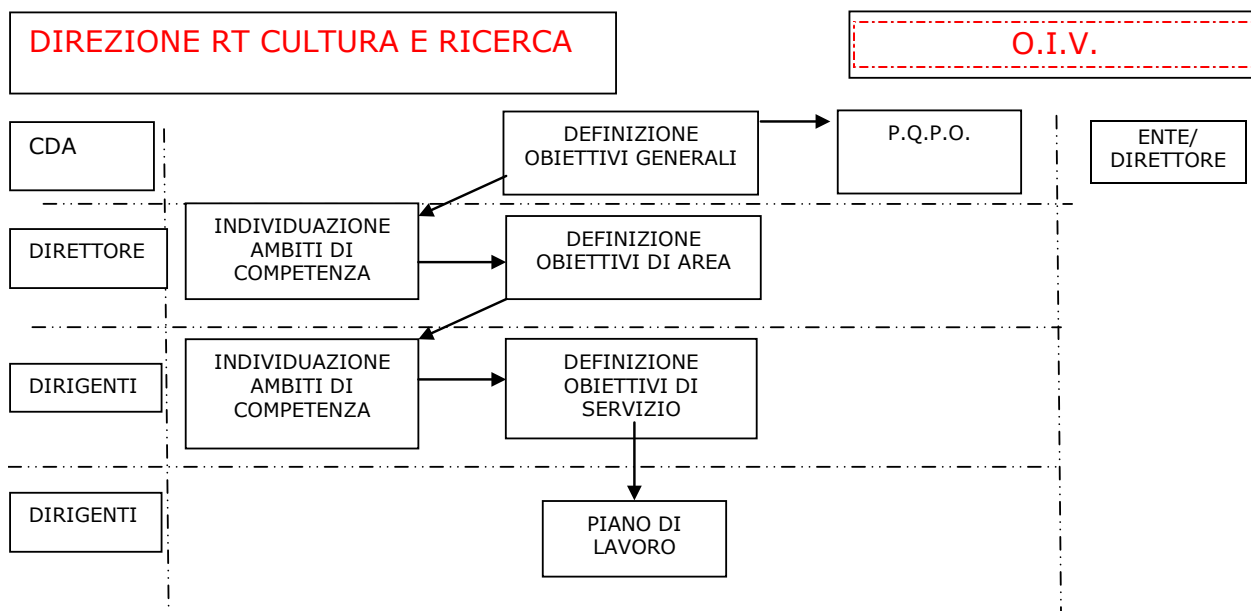 DIREZIONE RT CULTURA E RICERCA
O.I.V.
CDA
DEFINIZIONE
OBIETTIVI GENERALI
P.Q.P.O.
ENTE/
DIRETTORE
DIRETTORE
INDIVIDUAZIONE
AMBITI DI
COMPETENZA
DEFINIZIONE
OBIETTIVI DI AREA
DIRIGENTI
INDIVIDUAZIONE
AMBITI DI
COMPETENZA
DEFINIZIONE
OBIETTIVI DI
SERVIZIO
DIRIGENTI
PIANO DI
LAVORO